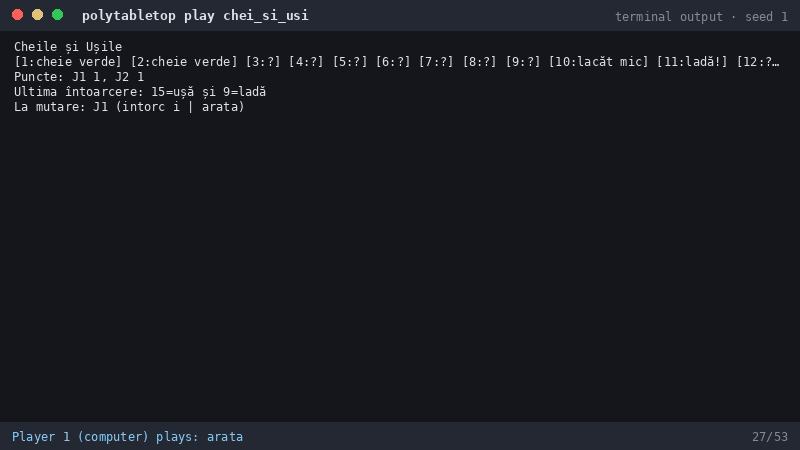 polytabletop play chei_si_usi
terminal output · seed 1
Cheile și Ușile
[1:cheie verde] [2:cheie verde] [3:?] [4:?] [5:?] [6:?] [7:?] [8:?] [9:?] [10:lacăt mic] [11:ladă!] [12:?…
Puncte: J1 1, J2 1
Ultima întoarcere: 15=ușă și 9=ladă
La mutare: J1 (intorc i | arata)
Player 1 (computer) plays: arata
27/53